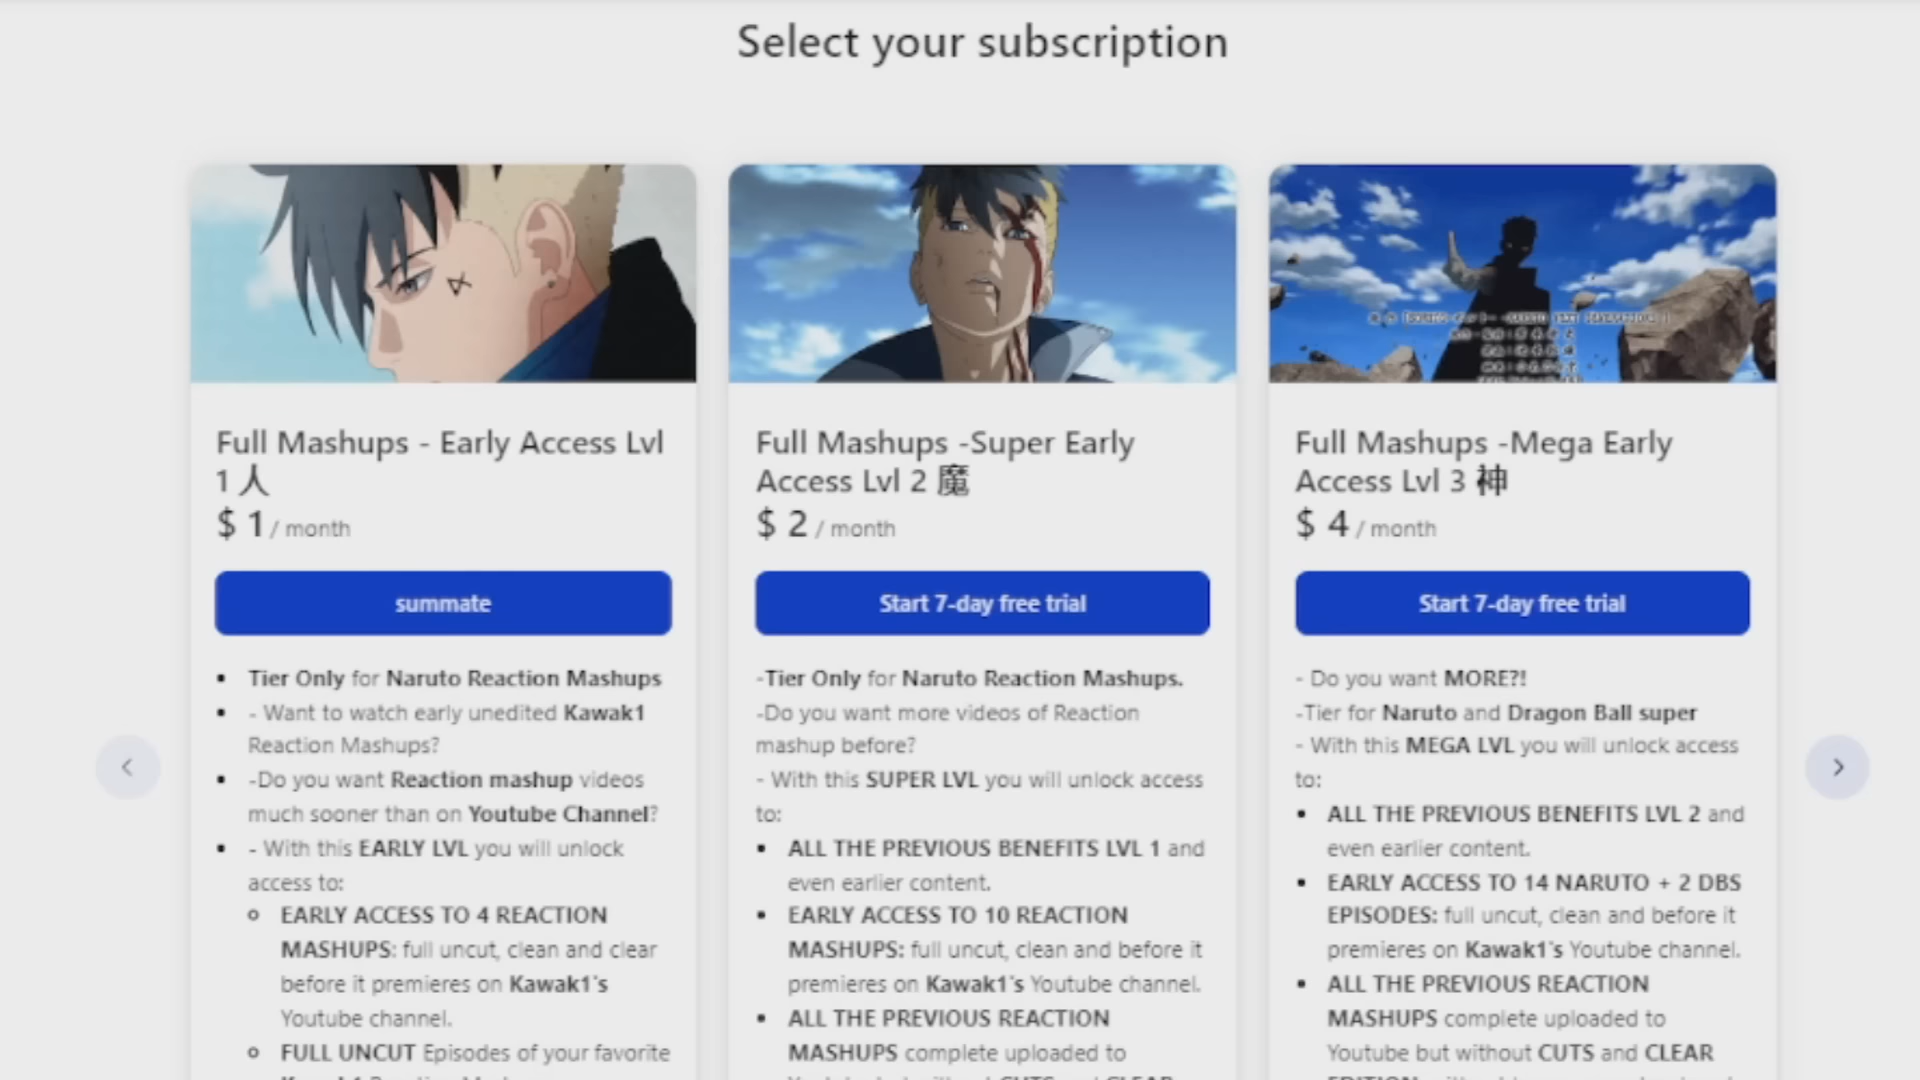 Select your subscription
Full Mashups - Early Access Lvl
1 人
$ 1 / month
summate
▪ Tier Only for Naruto Reaction Mashups
▪ - Want to watch early unedited Kawak1
Reaction Mashups?
▪ -Do you want Reaction mashup videos
much sooner than on Youtube Channel?
▪ - With this EARLY LVL you will unlock
access to:
EARLY ACCESS TO 4 REACTION
MASHUPS: full uncut, clean and clear
before it premieres on Kawak1's
Youtube channel.
FULL UNCUT Episodes of your favorite
Full Mashups -Super Early
Access Lvl 2 魔
$ 2 / month
Start 7-day free trial
-Tier Only for Naruto Reaction Mashups.
-Do you want more videos of Reaction
mashup before?
- With this SUPER LVL you will unlock access
to:
▪ ALL THE PREVIOUS BENEFITS LVL 1 and
even earlier content.
▪ EARLY ACCESS TO 10 REACTION
MASHUPS: full uncut, clean and before it
premieres on Kawak1's Youtube channel.
▪ ALL THE PREVIOUS REACTION
MASHUPS complete uploaded to
Full Mashups -Mega Early
Access Lvl 3 神
$ 4 / month
Start 7-day free trial
- Do you want MORE?!
-Tier for Naruto and Dragon Ball super
- With this MEGA LVL you will unlock access
to:
▪ ALL THE PREVIOUS BENEFITS LVL 2 and
even earlier content.
▪ EARLY ACCESS TO 14 NARUTO + 2 DBS
EPISODES: full uncut, clean and before it
premieres on Kawak1's Youtube channel.
▪ ALL THE PREVIOUS REACTION
MASHUPS complete uploaded to
Youtube but without CUTS and CLEAR